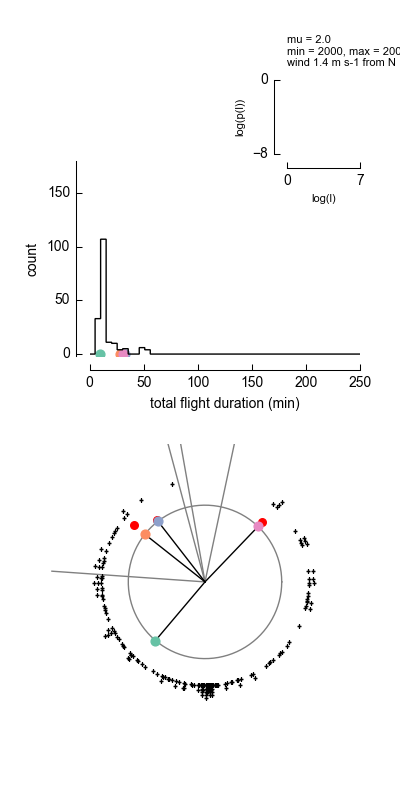 mu = 2.0
min = 2000, max = 200
wind 1.4 m s-1 from N
0
log(p(l))
−8
0
7
log(l)
150
100
50
0
count
0
50
100
150
200
250
total flight duration (min)